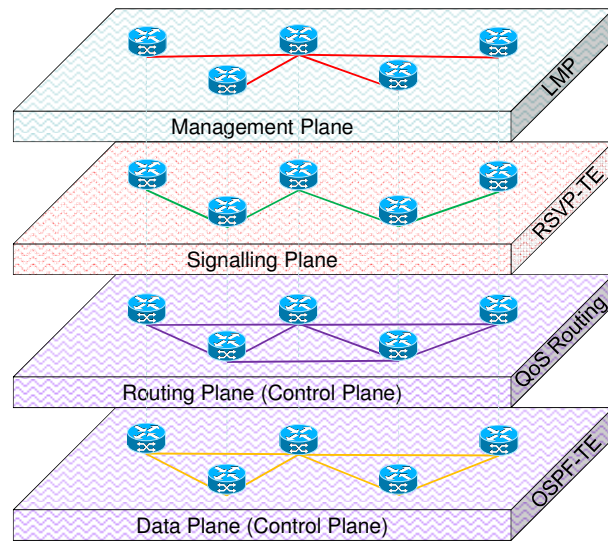 LMP
Management Plane
RSVP-TE
Signalling Plane
QoS Routing
Routing Plane (Control Plane)
OSPF-TE
Data Plane (Control Plane)